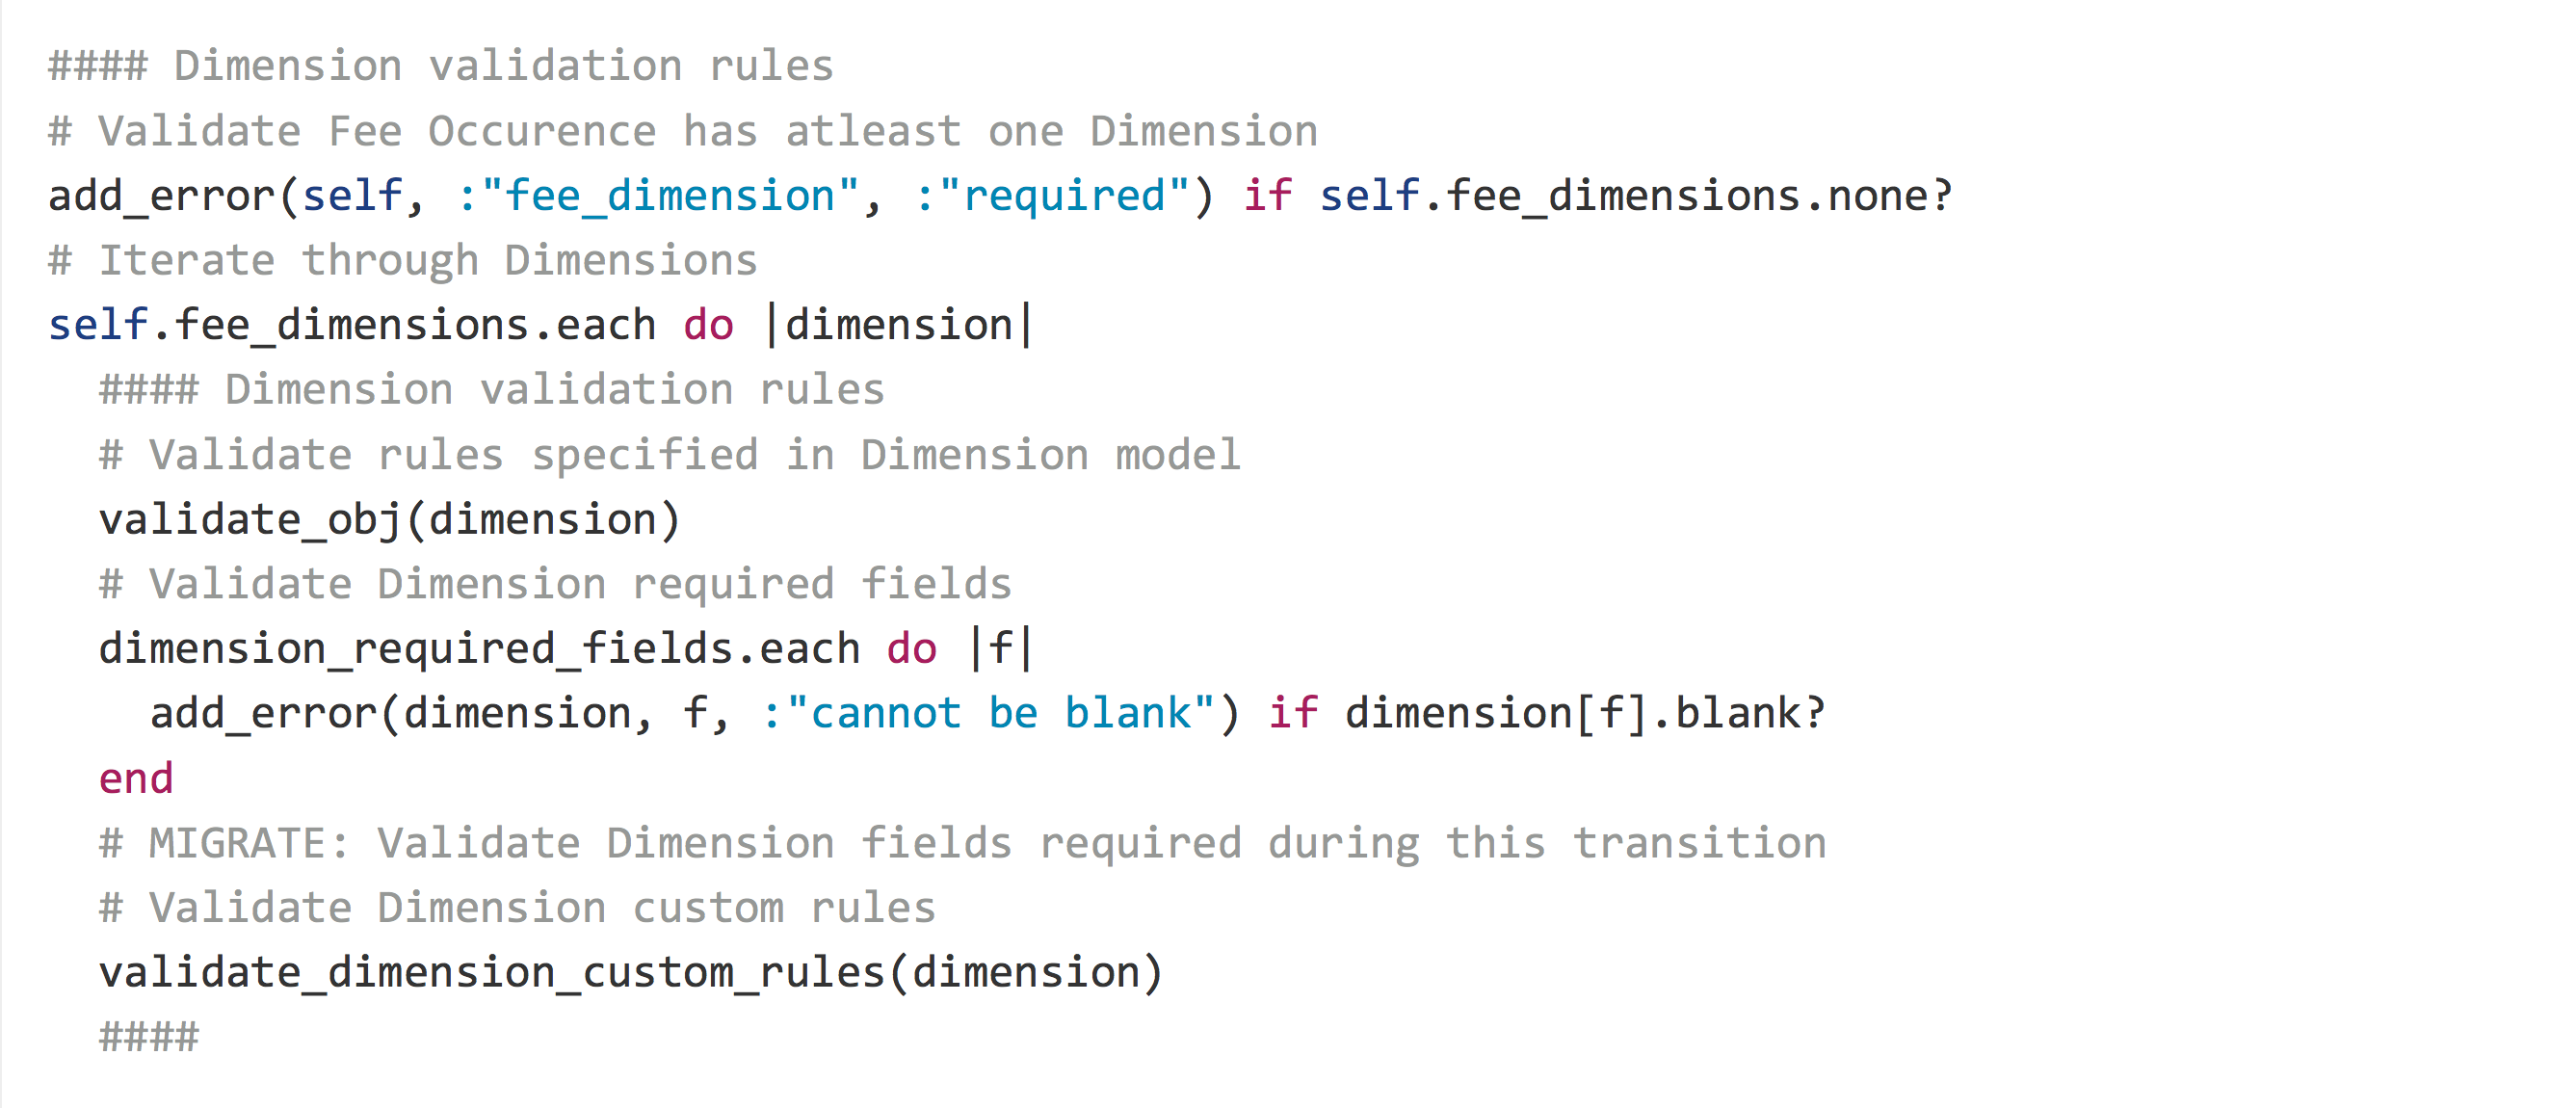 #### Dimension validation rules
# Validate Fee Occurence has atleast one Dimension
add_error(self, :"fee_dimension", :"required") if self.fee_dimensions.none?
# Iterate through Dimensions
self.fee_dimensions.each do |dimension|
  #### Dimension validation rules
  # Validate rules specified in Dimension model
  validate_obj(dimension)
  # Validate Dimension required fields
  dimension_required_fields.each do |f|
    add_error(dimension, f, :"cannot be blank") if dimension[f].blank?
  end
  # MIGRATE: Validate Dimension fields required during this transition
  # Validate Dimension custom rules
  validate_dimension_custom_rules(dimension)
  ####